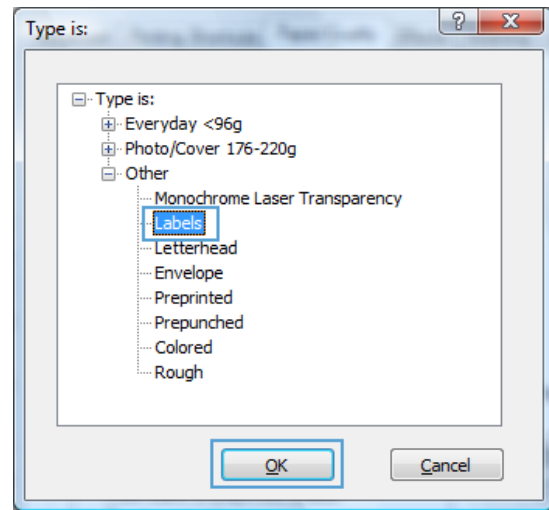 Type is:
Type is:
Everyday <96g
Photo/Cover 176-220g
Other
Monochrome Laser Transparency
Labels
Letterhead
Envelope
Preprinted
Prepunched
Colored
Rough
OK
Cancel